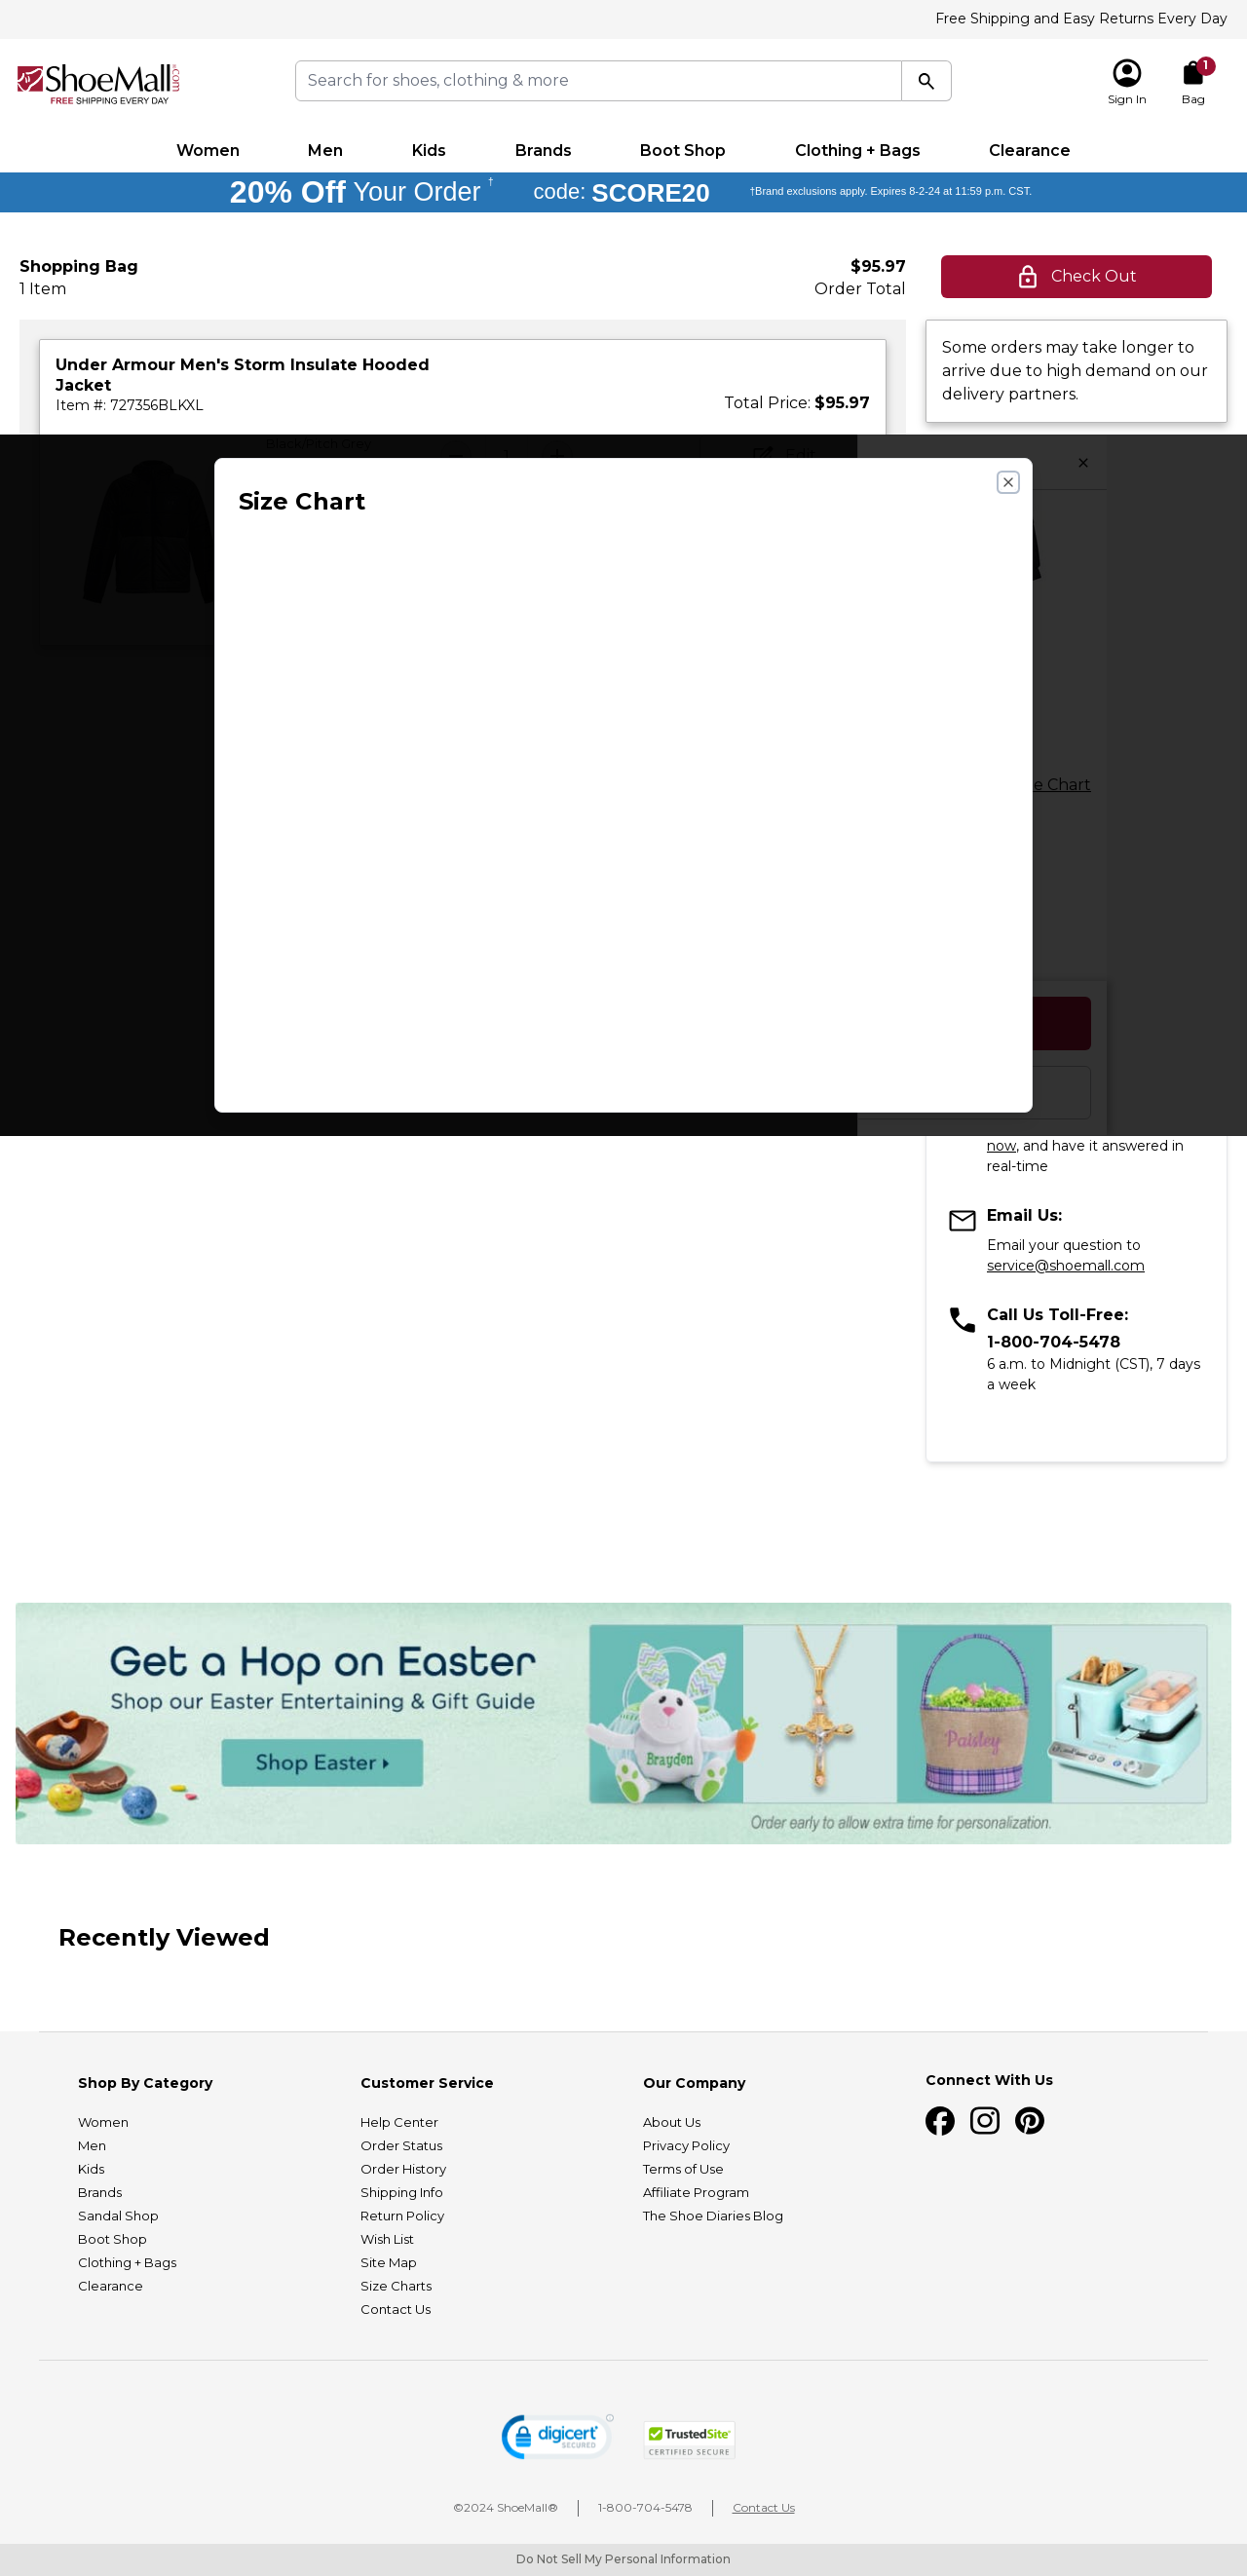 Free Shipping and Easy Returns Every Day
ShoeMall.com
FREE SHIPPING EVERY DAY
Search for shoes, clothing & more
1
Sign In
Bag
Women
Men
Kids
Brands
Boot Shop
Clothing + Bags
Clearance
20% Off Your Order † code: SCORE20 †Brand exclusions apply. Expires 8-2-24 at 11:59 p.m. CST.
Shopping Bag
1 Item
$95.97
Order Total
Check Out
Under Armour Men's Storm Insulate Hooded
Jacket
Item #: 727356BLKXL
Total Price: $95.97
Some orders may take longer to
arrive due to high demand on our
delivery partners.
Black/Pitch Grey
1
Edit
Size Chart
e Chart
now, and have it answered in
real-time
Email Us:
Email your question to
service@shoemall.com
Call Us Toll-Free:
1-800-704-5478
6 a.m. to Midnight (CST), 7 days
a week
Get a Hop on Easter
Shop our Easter Entertaining & Gift Guide
Shop Easter
Brayden
Paisley
Order early to allow extra time for personalization.
Recently Viewed
Shop By Category
Women
Men
Kids
Brands
Sandal Shop
Boot Shop
Clothing + Bags
Clearance
Customer Service
Help Center
Order Status
Order History
Shipping Info
Return Policy
Wish List
Site Map
Size Charts
Contact Us
Our Company
About Us
Privacy Policy
Terms of Use
Affiliate Program
The Shoe Diaries Blog
Connect With Us
digicert
SECURED
TrustedSite
CERTIFIED SECURE
©2024 ShoeMall®
1-800-704-5478
Contact Us
Do Not Sell My Personal Information